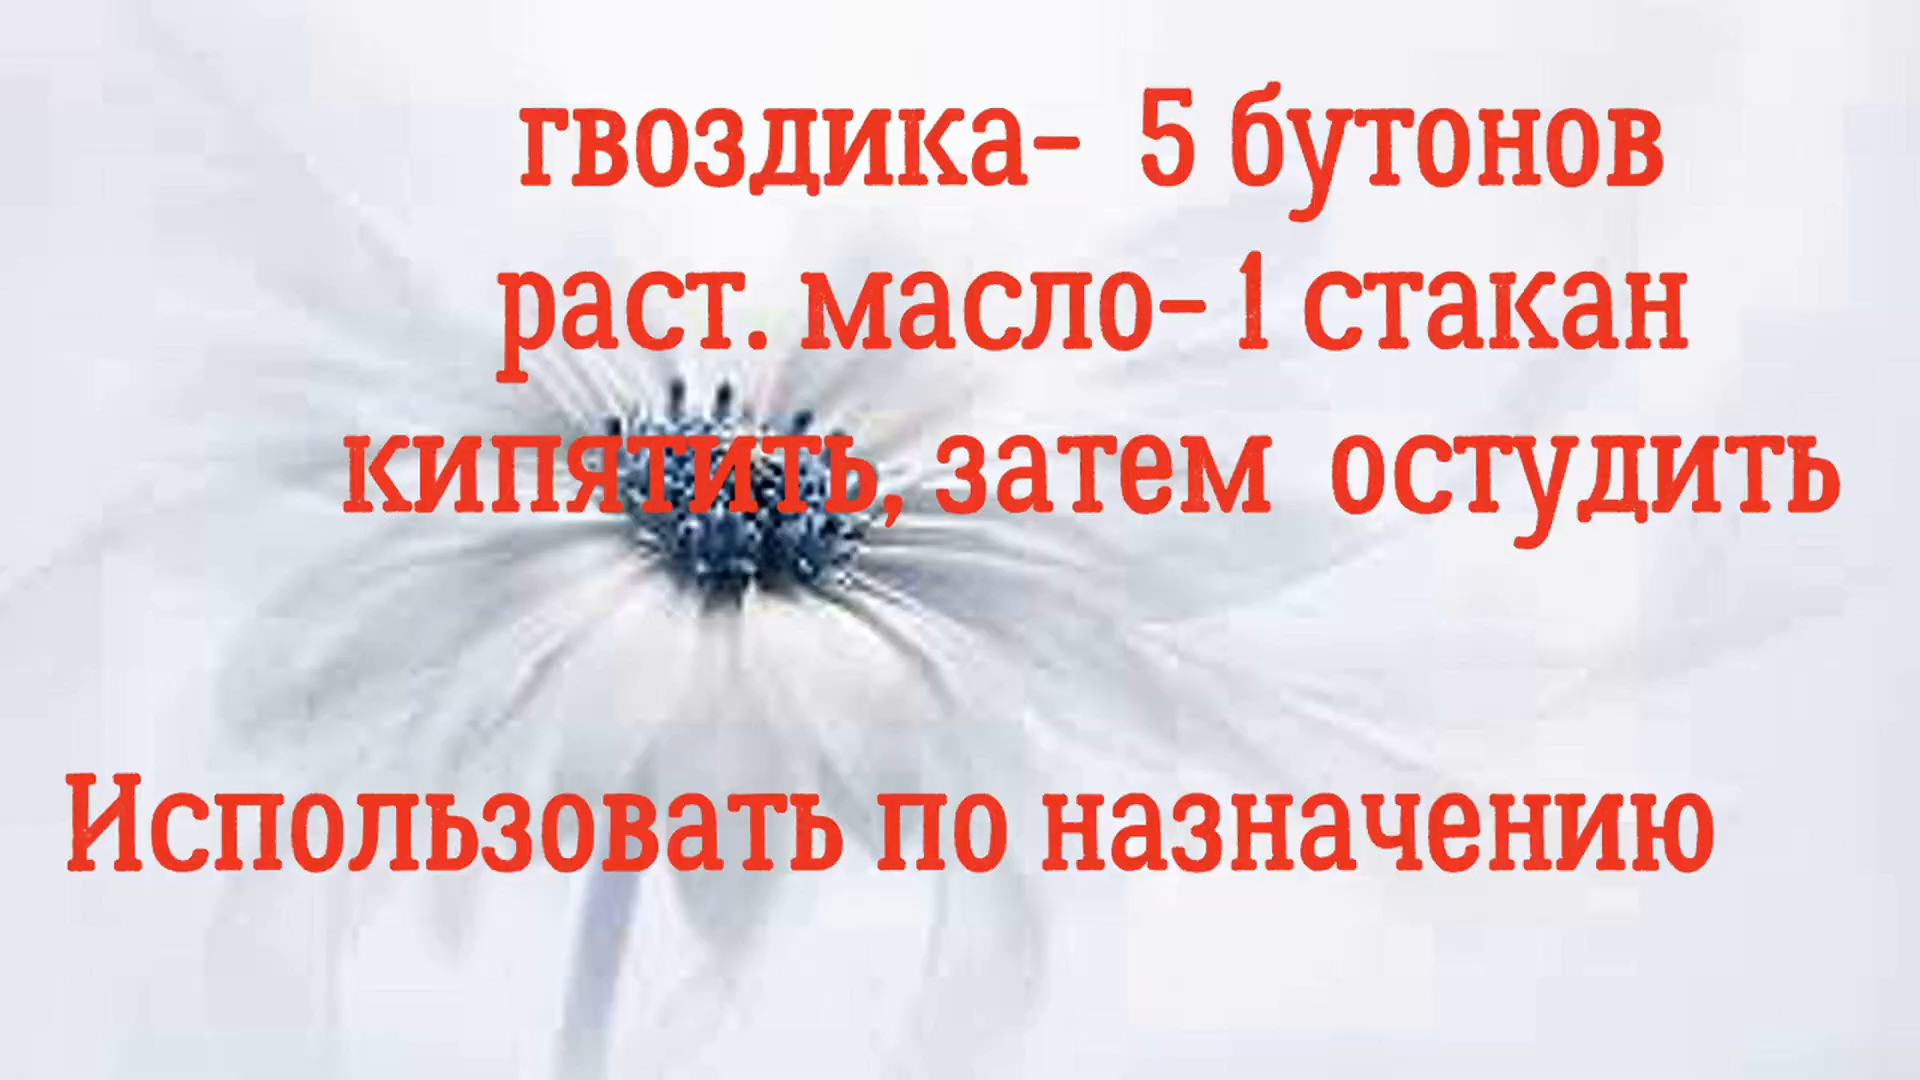 гвоздика- 5 бутонов
раст. масло- 1 стакан
кипятить, затем остудить
Использовать по назначению